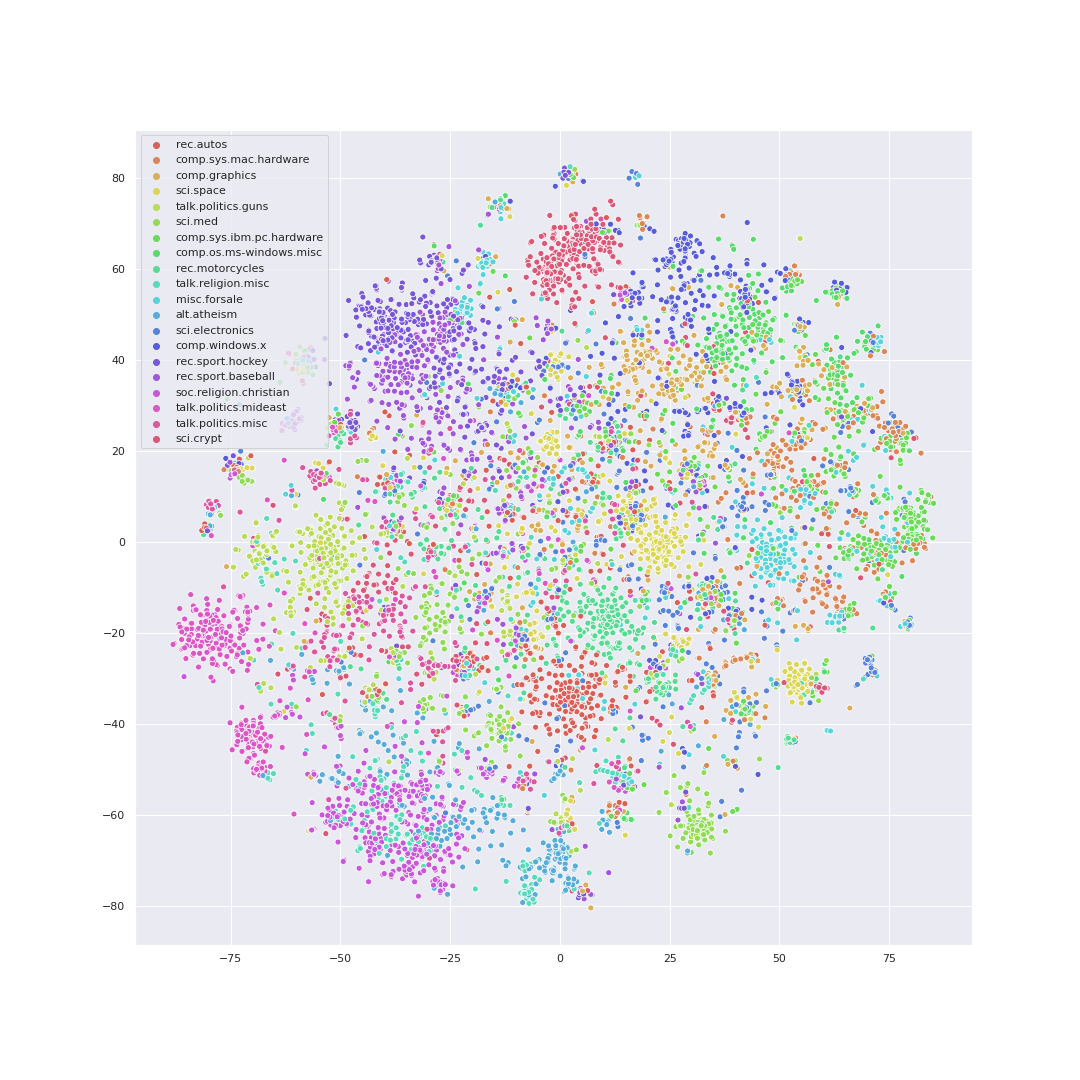 rec.autos
comp.sys.mac.hardware
comp.graphics
sci.space
talk.politics.guns
sci.med
comp.sys.ibm.pc.hardware
comp.os.ms-windows.misc
rec.motorcycles
talk.religion.misc
misc.forsale
alt.atheism
sci.electronics
comp.windows.x
rec.sport.hockey
rec.sport.baseball
soc.religion.christian
talk.politics.mideast
talk.politics.misc
sci.crypt
80
60
40
20
0
−20
−40
−60
−80
−75 −50 −25 0 25 50 75